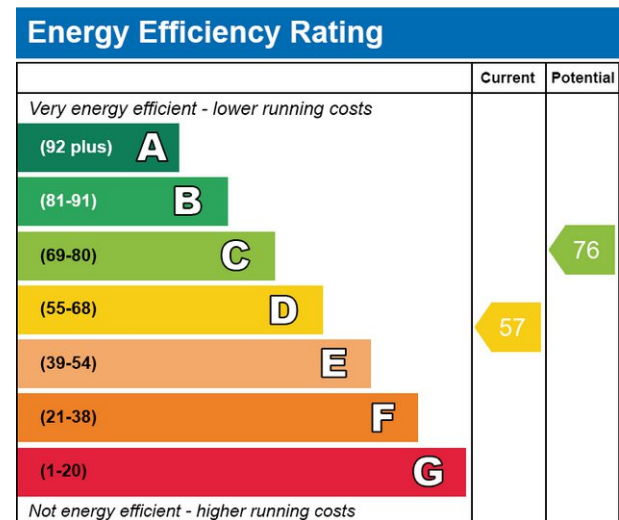 Energy Efficiency Rating
Current Potential
Very energy efficient - lower running costs
(92 plus) A
(81-91) B
(69-80) C
76
(55-68) D
57
(39-54) E
(21-38) F
(1-20) G
Not energy efficient - higher running costs